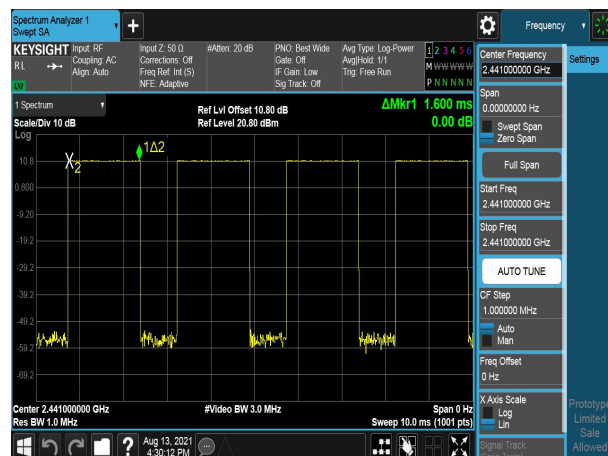 Spectrum Analyzer 1
Swept SA
Frequency
KEYSIGHT
RL
LXI
Input: RF
Coupling: AC
Align: Auto
Input Z: 50 Ω
Corrections: Off
Freq Ref: Int (S)
NFE: Adaptive
#Atten: 20 dB
PNO: Best Wide
Gate: Off
IF Gain: Low
Sig Track: Off
Avg Type: Log-Power
Avg|Hold: 1/1
Trig: Free Run
1 2 3 4 5 6
M W W W W W
P N N N N N
1 Spectrum
Scale/Div 10 dB
Log
Ref Lvl Offset 10.80 dB
Ref Level 20.80 dBm
ΔMkr1 1.600 ms
0.00 dB
1Δ2
X2
10.8
0.800
-9.20
-19.2
-29.2
-39.2
-49.2
-59.2
-69.2
Center 2.441000000 GHz
Res BW 1.0 MHz
#Video BW 3.0 MHz
Span 0 Hz
Sweep 10.0 ms (1001 pts)
Aug 13, 2021
4:30:12 PM
Center Frequency
2.441000000 GHz
Span
0.00000000 Hz
Swept Span
Zero Span
Full Span
Start Freq
2.441000000 GHz
Stop Freq
2.441000000 GHz
AUTO TUNE
CF Step
1.000000 MHz
Auto
Man
Freq Offset
0 Hz
X Axis Scale
Log
Lin
Signal Track
Settings
Prototype
Limited
Sale
Allowed